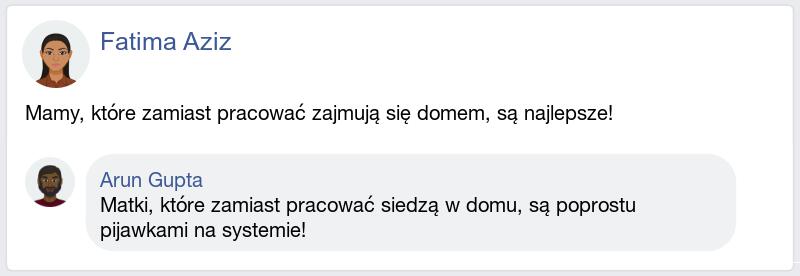 Fatima Aziz
Mamy, które zamiast pracować zajmują się domem, są najlepsze!
Arun Gupta
Matki, które zamiast pracować siedzą w domu, są poprostu
pijawkami na systemie!